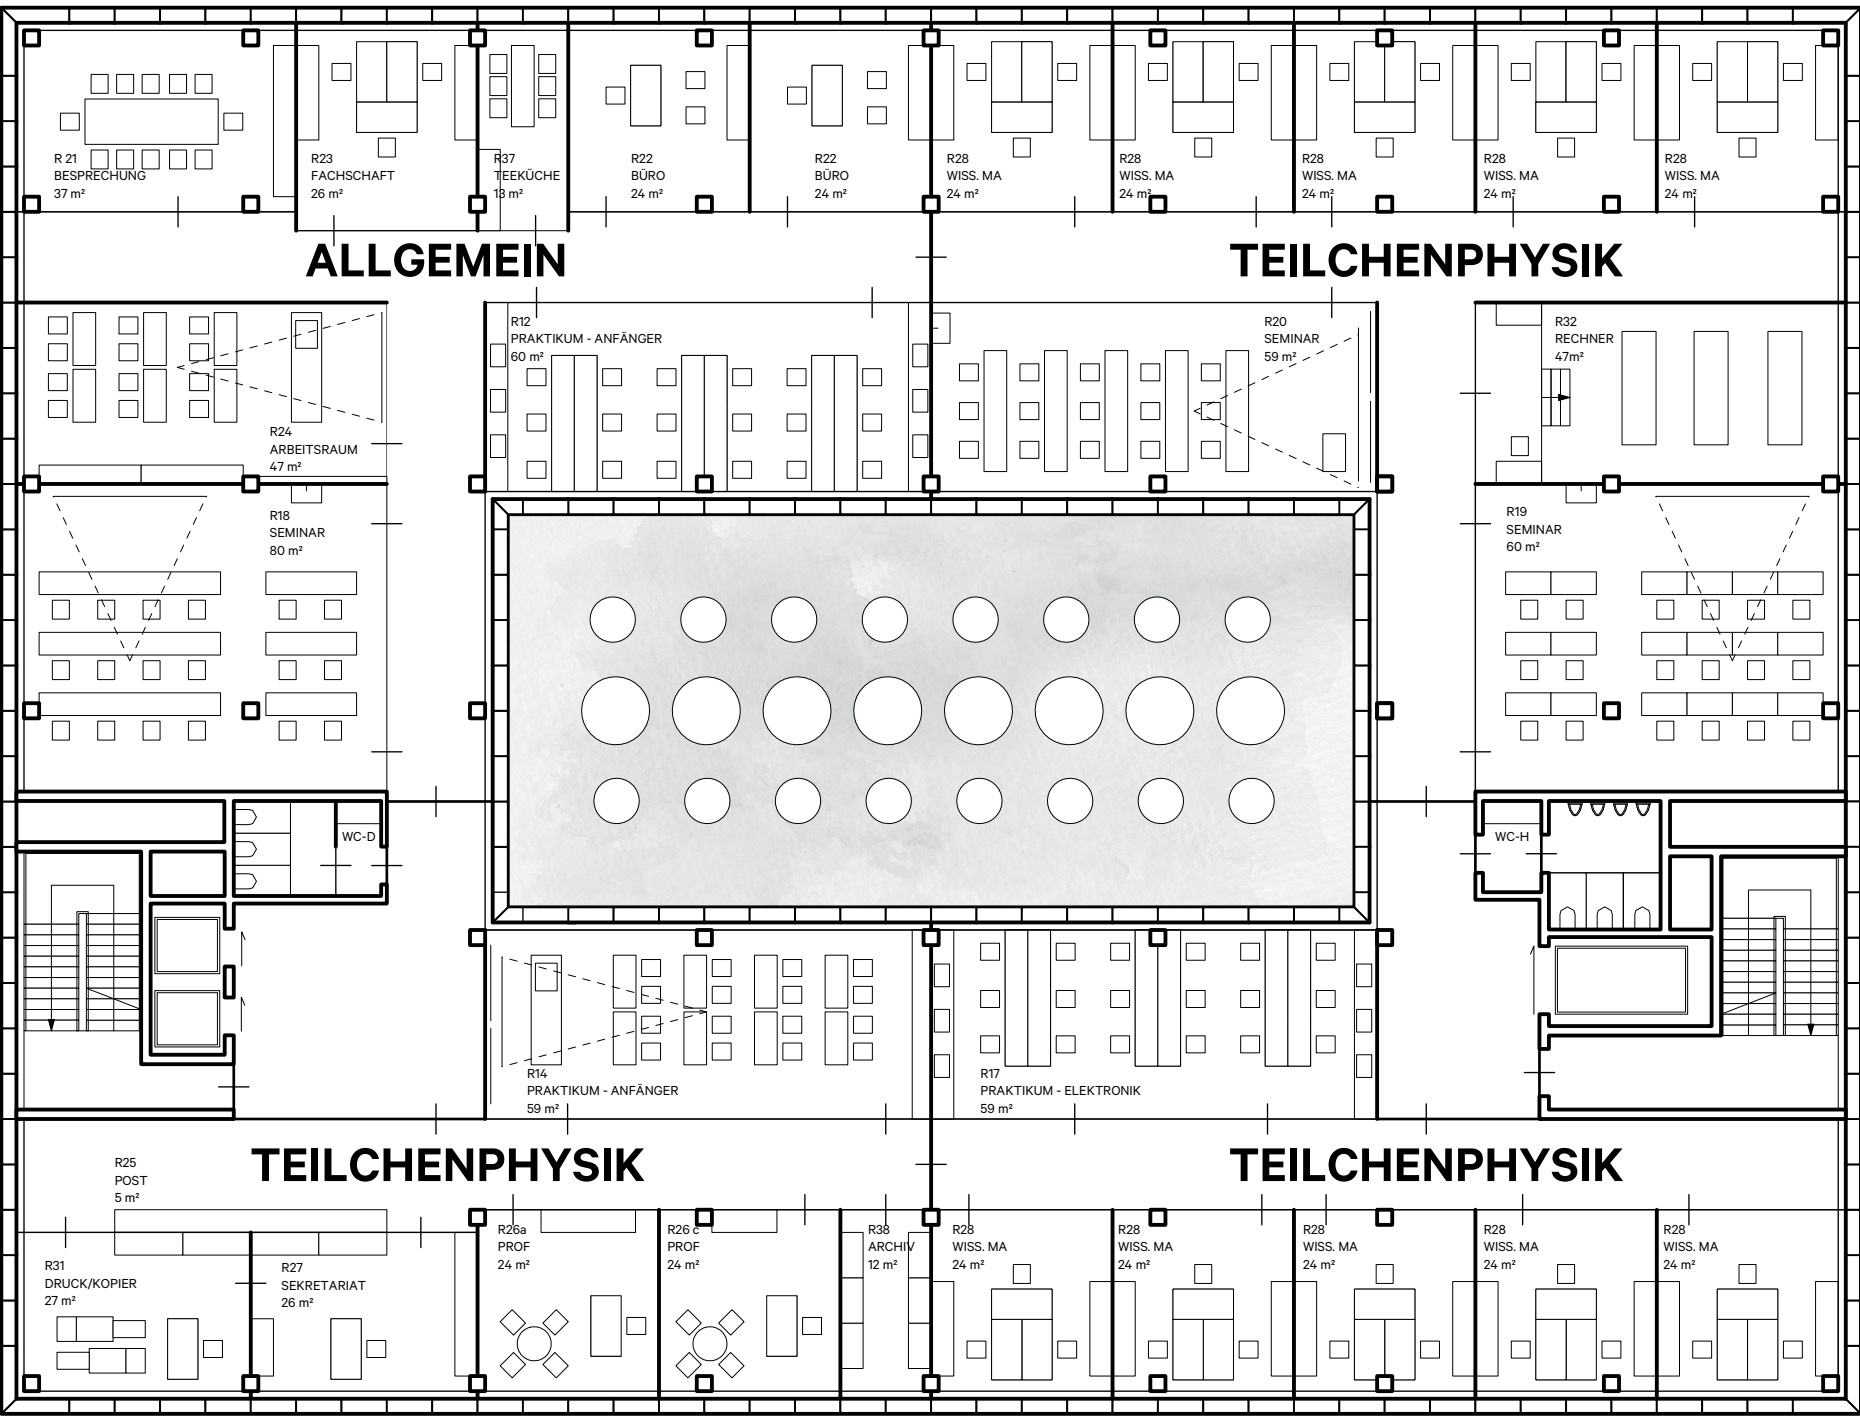 R 21
BESPRECHUNG
37 m²
R23
FACHSCHAFT
26 m²
R37
TEEKÜCHE
13 m²
R22
BÜRO
24 m²
R22
BÜRO
24 m²
R28
WISS. MA
24 m²
R28
WISS. MA
24 m²
R28
WISS. MA
24 m²
R28
WISS. MA
24 m²
R28
WISS. MA
24 m²
ALLGEMEIN
TEILCHENPHYSIK
R24
ARBEITSRAUM
47 m²
R12
PRAKTIKUM - ANFÄNGER
60 m²
R20
SEMINAR
59 m²
R32
RECHNER
47m²
R18
SEMINAR
80 m²
R19
SEMINAR
60 m²
WC-D
WC-H
R14
PRAKTIKUM - ANFÄNGER
59 m²
R17
PRAKTIKUM - ELEKTRONIK
59 m²
TEILCHENPHYSIK
TEILCHENPHYSIK
R25
POST
5 m²
R31
DRUCK/KOPIER
27 m²
R27
SEKRETARIAT
26 m²
R26a
PROF
24 m²
R26 c
PROF
24 m²
R38
ARCHIV
12 m²
R28
WISS. MA
24 m²
R28
WISS. MA
24 m²
R28
WISS. MA
24 m²
R28
WISS. MA
24 m²
R28
WISS. MA
24 m²